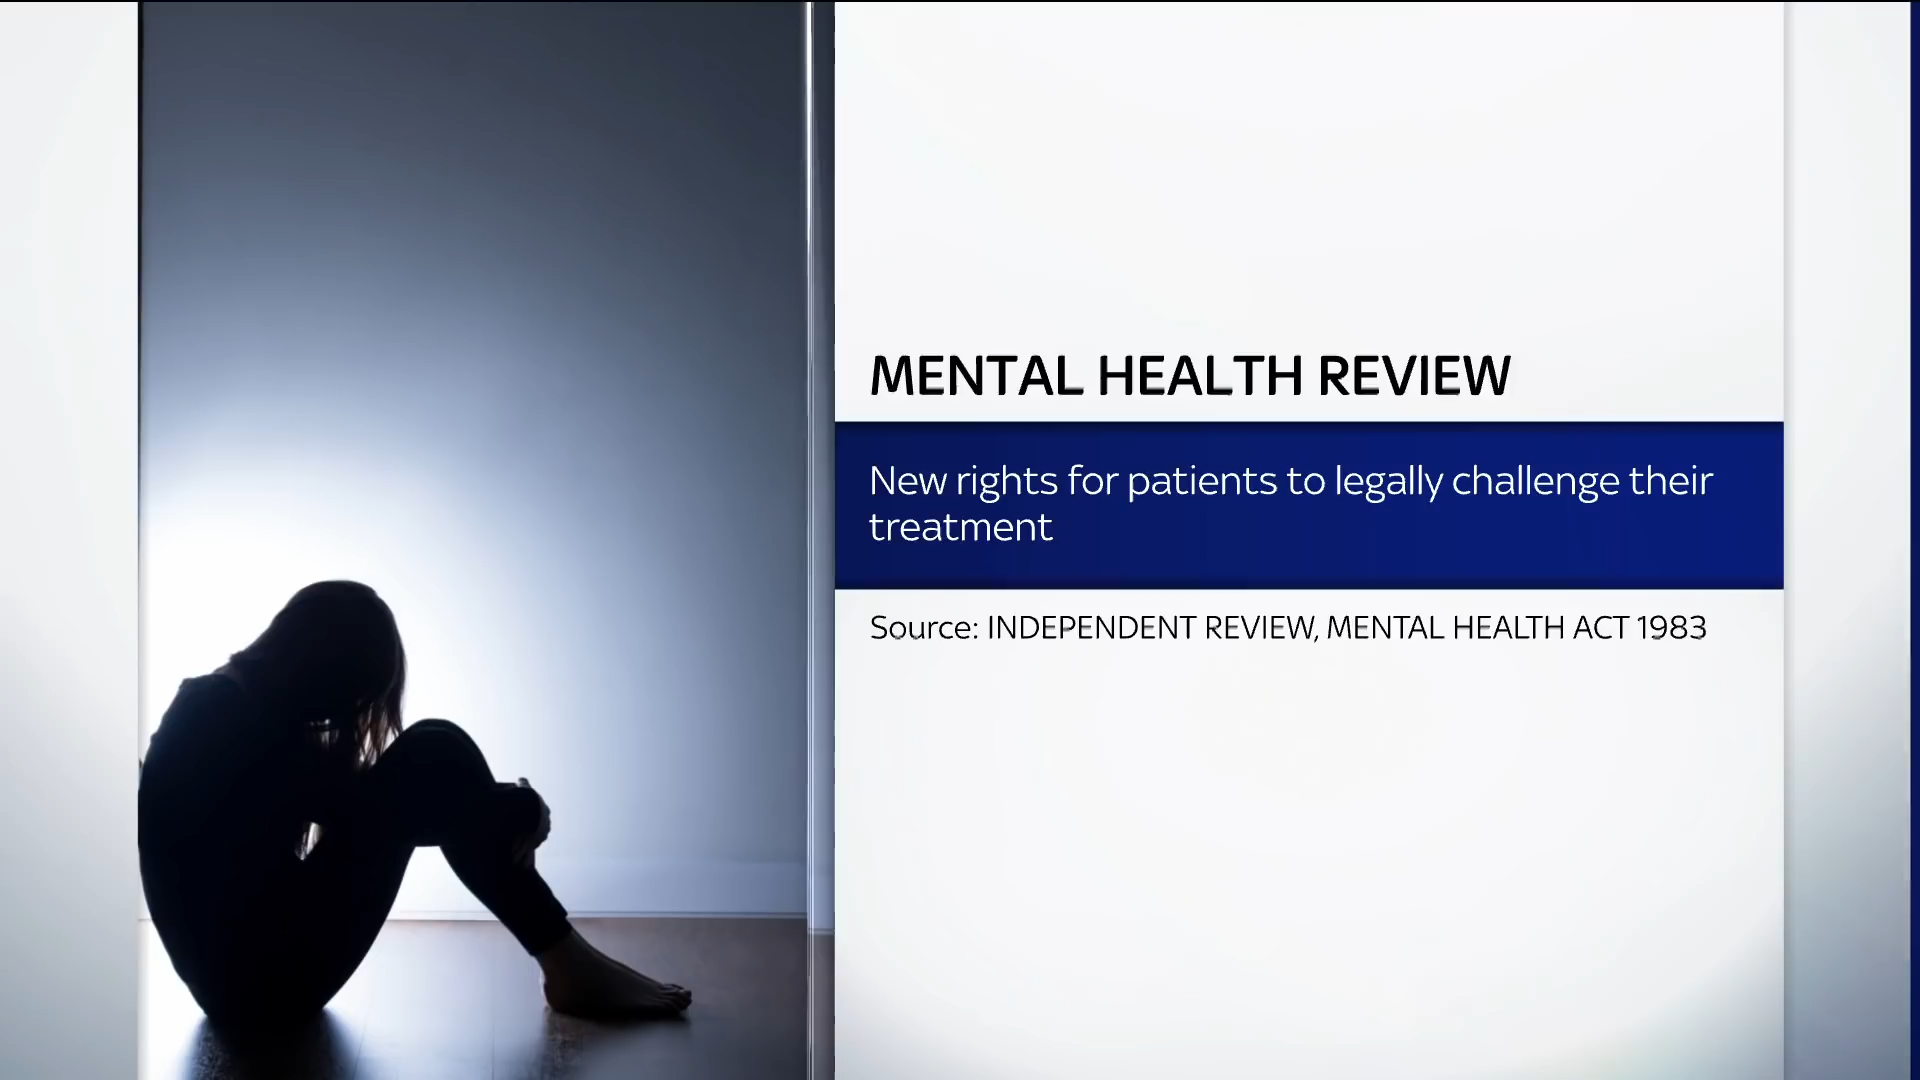 MENTAL HEALTH REVIEW
New rights for patients to legally challenge their
treatment
Source: INDEPENDENT REVIEW, MENTAL HEALTH ACT 1983